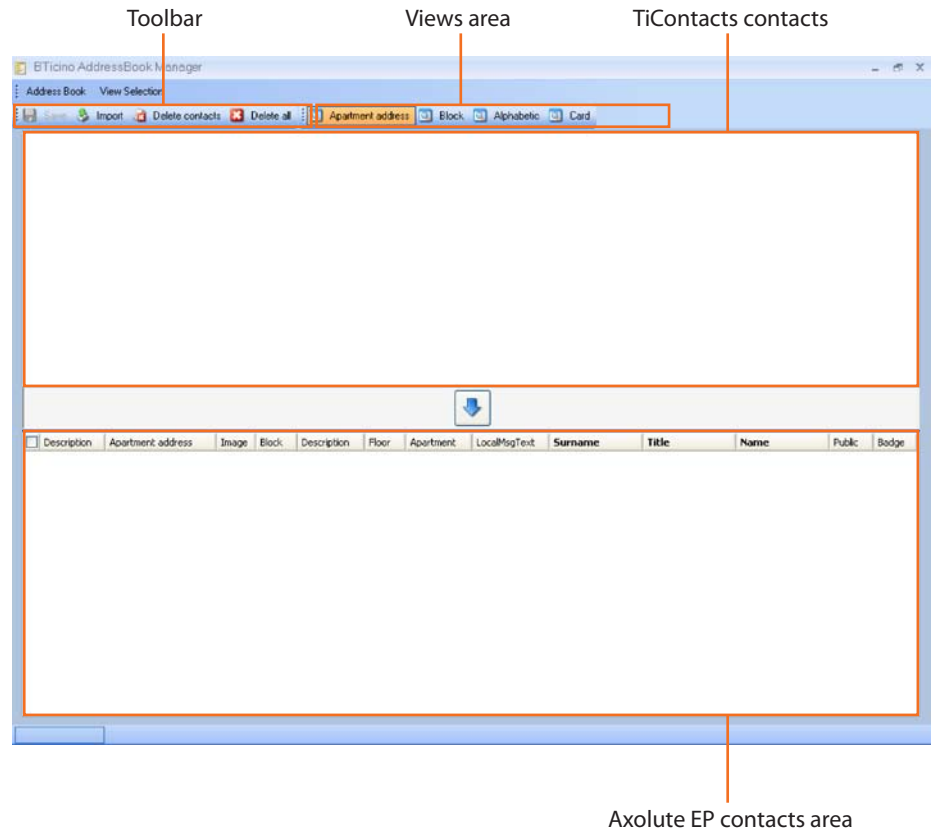 Toolbar Views area TiContacts contacts
BTicino AddressBook Manager
Address Book View Selection
Save Import Delete contacts Delete all Apartment address Block Alphabetic Card
Description Apartment address Image Block Description Floor Apartment LocalMsgText Surname Title Name Public Badge
Axolute EP contacts area